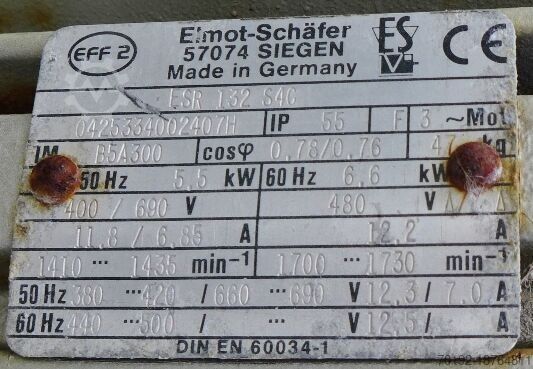 EFF 2
Elmot-Schäfer
57074 SIEGEN
Made in Germany
ES
CE
ESR 132 S4C
0425334002407H IP 55 F 3 ~Mot
IM B5A300 cosφ 0,78/0,76 47 kg
50 Hz 5,5 kW 60 Hz 6,6 kW
400 / 690 V 480 V
11,8 / 6,85 A 12,2 A
1410 ... 1435 min-1 1700 ... 1730 min-1
50 Hz 380 ... 420 / 660 ... 690 V 12,3 / 7,0 A
60 Hz 440 ... 500 / V 12,5 / A
DIN EN 60034-1